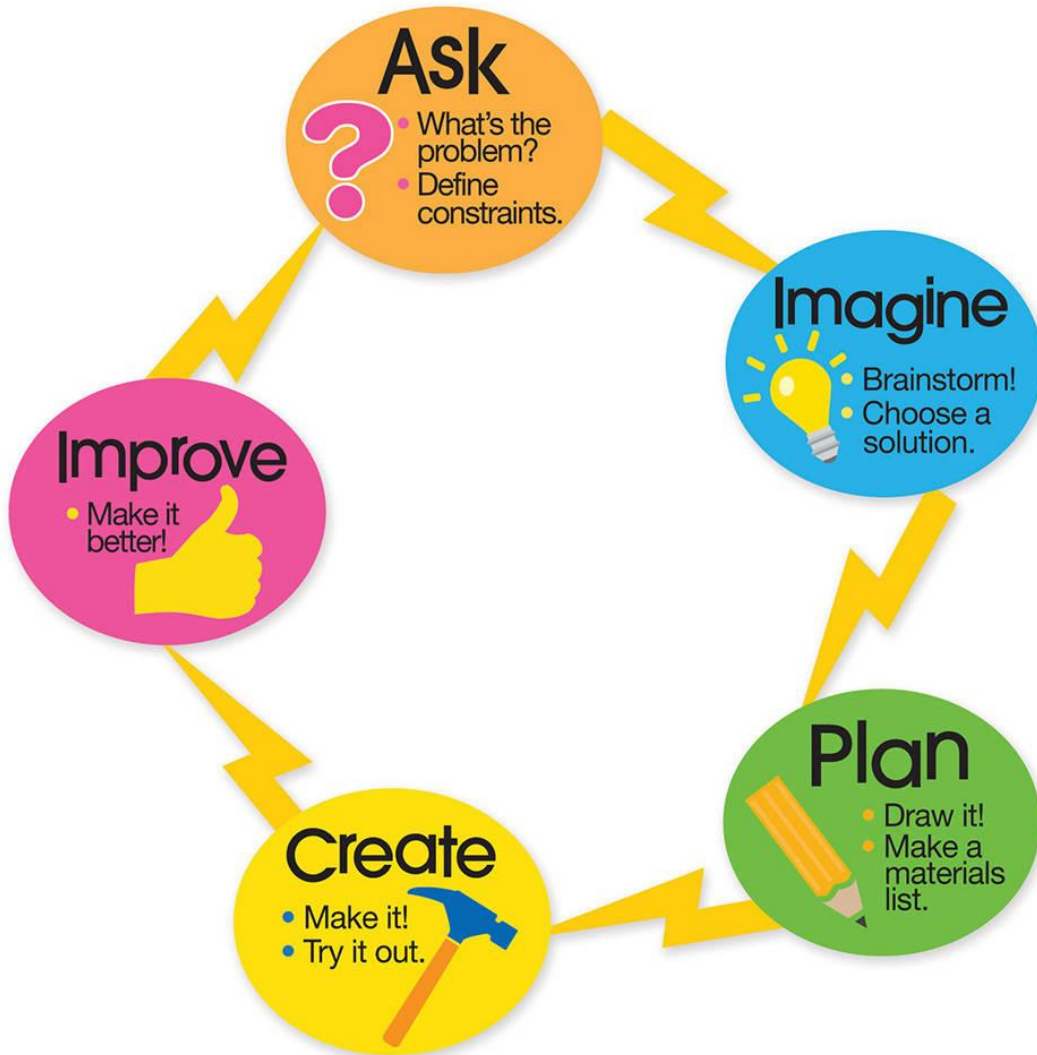 Ask
• What's the
problem?
• Define
constraints.
Imagine
• Brainstorm!
• Choose a
solution.
Plan
• Draw it!
• Make a
materials
list.
Create
• Make it!
• Try it out.
Improve
• Make it
better!